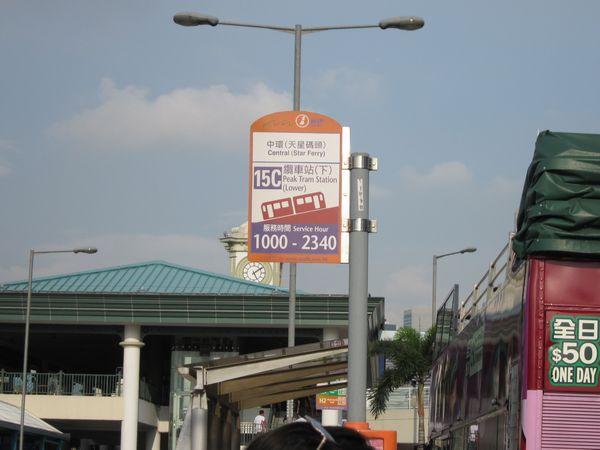 中環(天星碼頭)
Central (Star Ferry)
15C
纜車站(下)
Peak Tram Station
(Lower)
服務時間 Service Hour
1000 - 2340
全日
$50
ONE DAY
H2